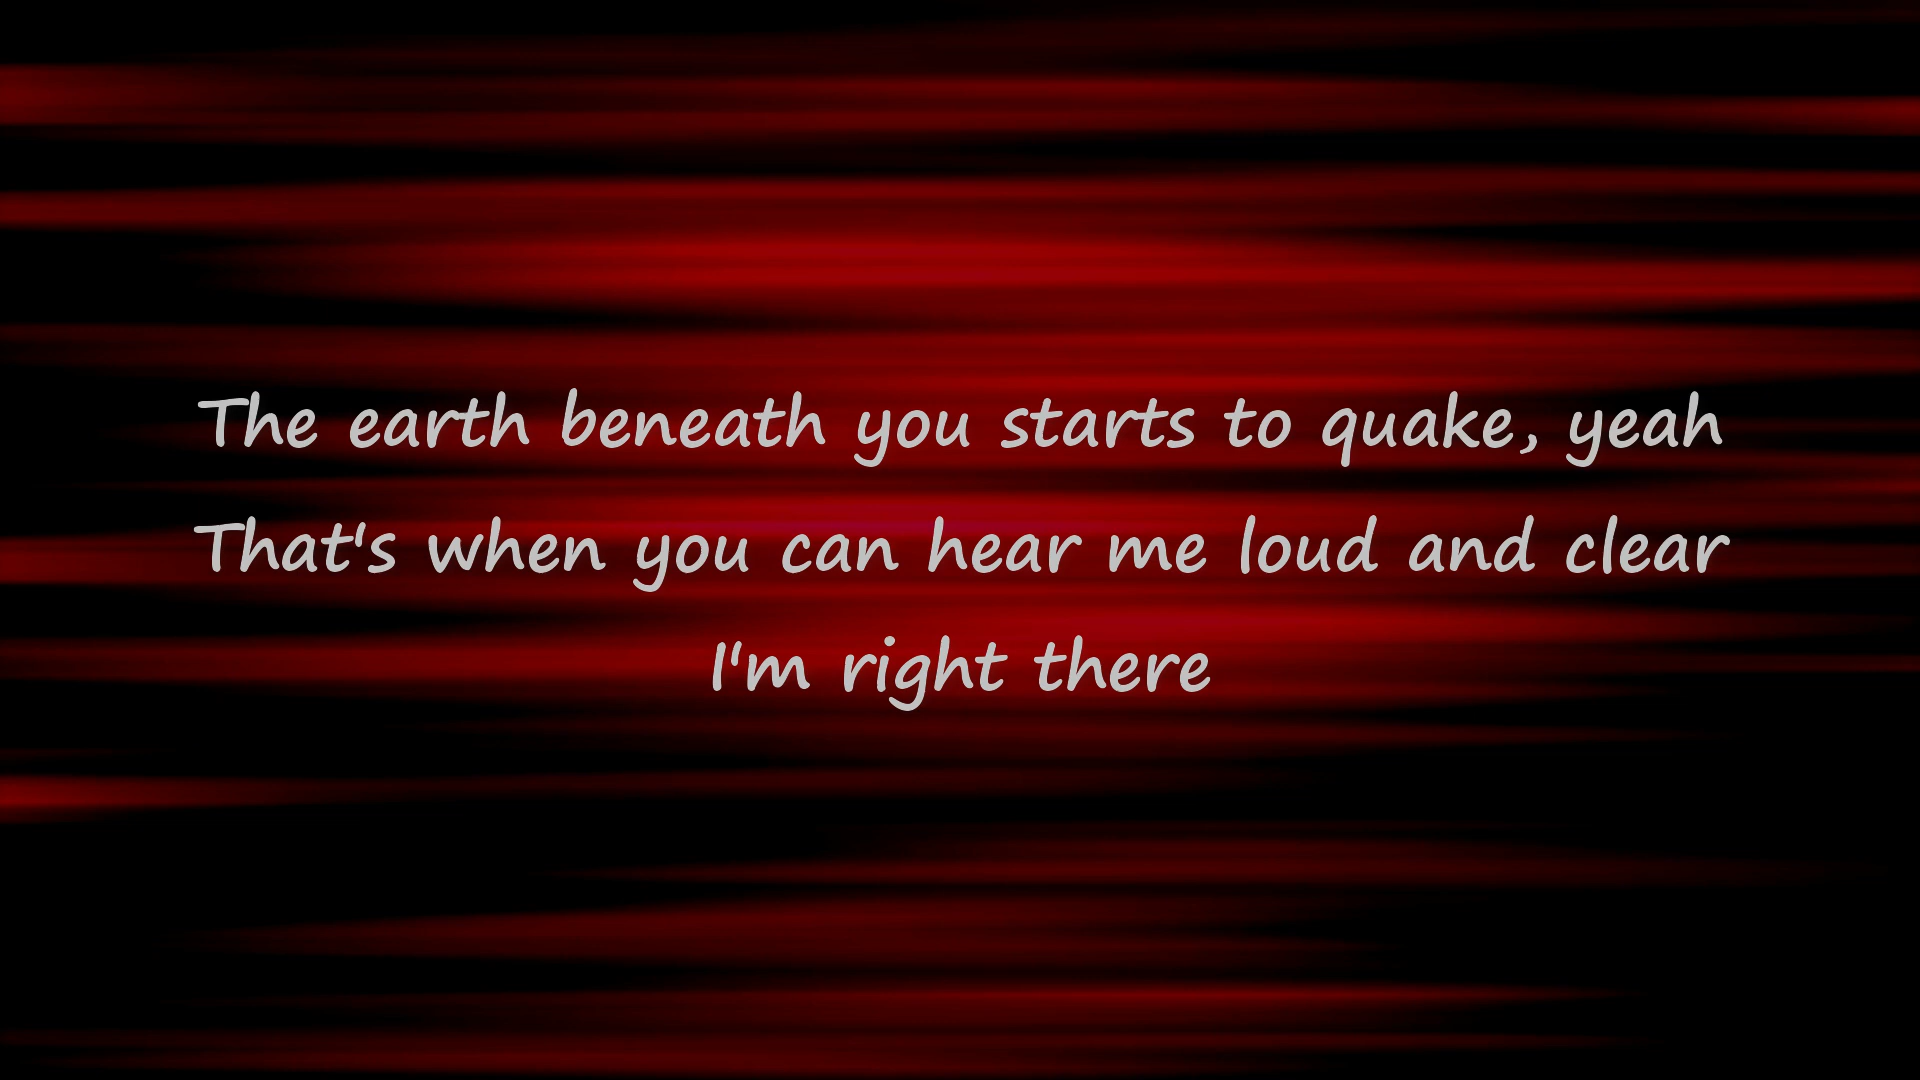 The earth beneath you starts to quake, yeah
That's when you can hear me loud and clear
I'm right there